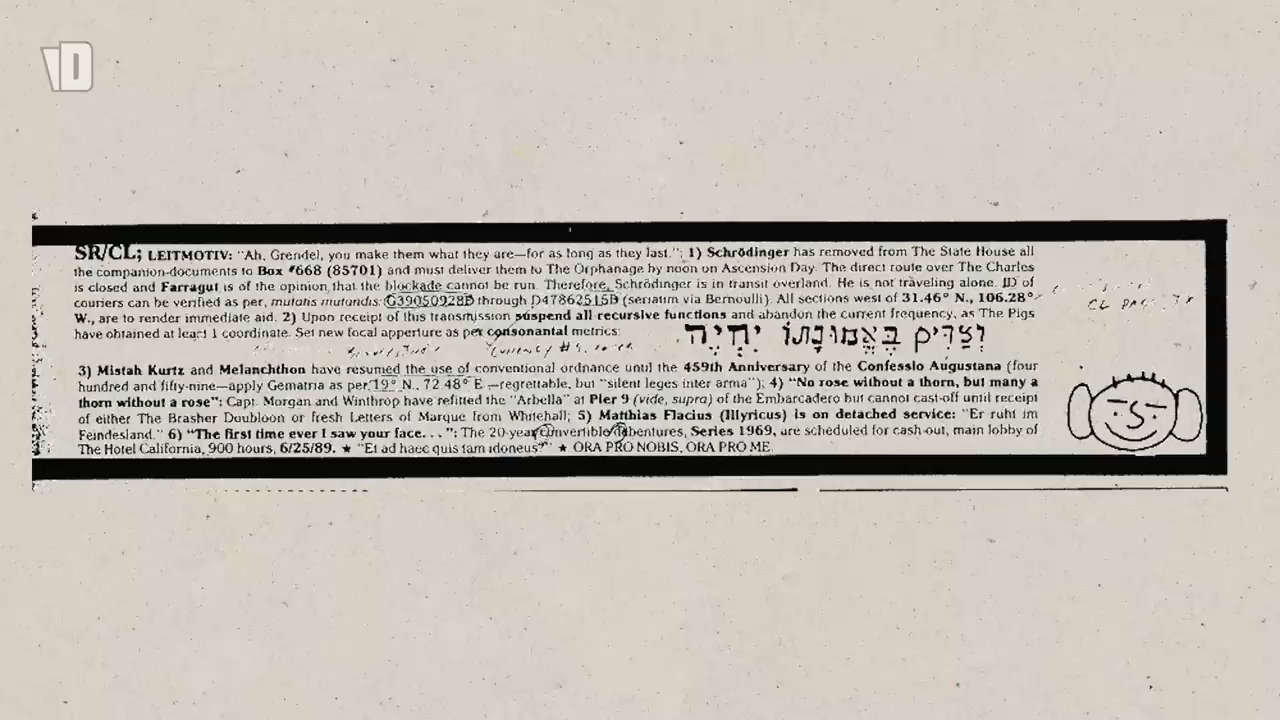 D
SR/CL; LEITMOTIV: "Ah, Grendel, you make them what they are—for as long as they last."; 1) Schrödinger has removed from The State House all
the companion-documents to Box #668 (85701) and must deliver them to The Orphanage by noon on Ascension Day. The direct route over The Charles
is closed and Farragut is of the opinion that the blockade cannot be run. Therefore, Schrödinger is in transit overland. He is not traveling alone. ID of
couriers can be verified as per, mutatis mutandis: G39050928B through D47862515B (seriatim via Bernoulli). All sections west of 31.46° N., 106.28°
CL
W., are to render immediate aid. 2) Upon receipt of this transmission suspend all recursive functions and abandon the current frequency, as The Pigs
have obtained at least 1 coordinate. Set new focal apperture as per consonantal metrics: וְצַדִּיק בֶּאֱמוּנָתוֹ יִחְיֶה
3) Mistah Kurtz and Melanchthon have resumed the use of conventional ordnance until the 459th Anniversary of the Confessio Augustana (four
hundred and fifty-nine—apply Gematria as per 19° N., 72 48° E.—regrettable, but "silent leges inter arma"); 4) "No rose without a thorn, but many a
thorn without a rose": Capt. Morgan and Winthrop have refitted the "Arbella" at Pier 9 (vide, supra) of the Embarcadero but cannot cast-off until receipt
of either The Brasher Doubloon or fresh Letters of Marque from Whitehall; 5) Matthias Flacius (Illyricus) is on detached service: "Er ruht im
Feindesland." 6) "The first time ever I saw your face. . .": The 20-year Convertible Debentures, Series 1969, are scheduled for cash-out, main lobby of
The Hotel California, 900 hours, 6/25/89. ★ "Et ad haec quis tam idoneus?" ★ ORA PRO NOBIS, ORA PRO ME.